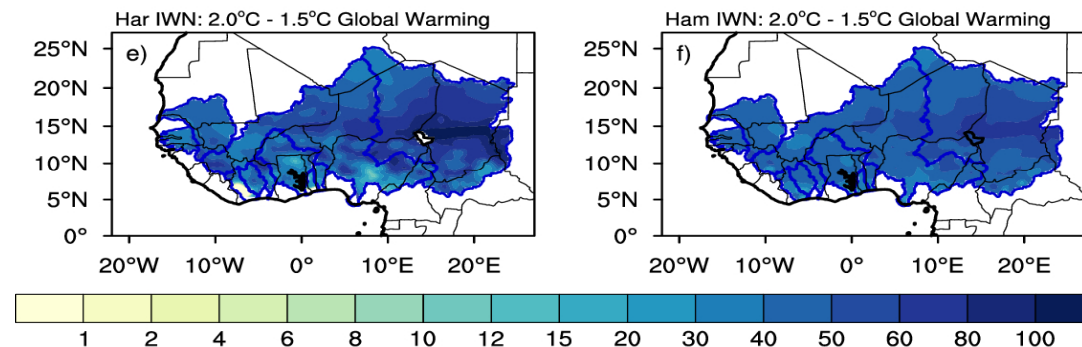 Har IWN: 2.0°C - 1.5°C Global Warming
Ham IWN: 2.0°C - 1.5°C Global Warming
25°N
20°N
15°N
10°N
5°N
0°
e)
25°N
20°N
15°N
10°N
5°N
0°
f)
20°W 10°W 0° 10°E 20°E
20°W 10°W 0° 10°E 20°E
1 2 4 6 8 10 12 15 20 30 40 50 60 80 100